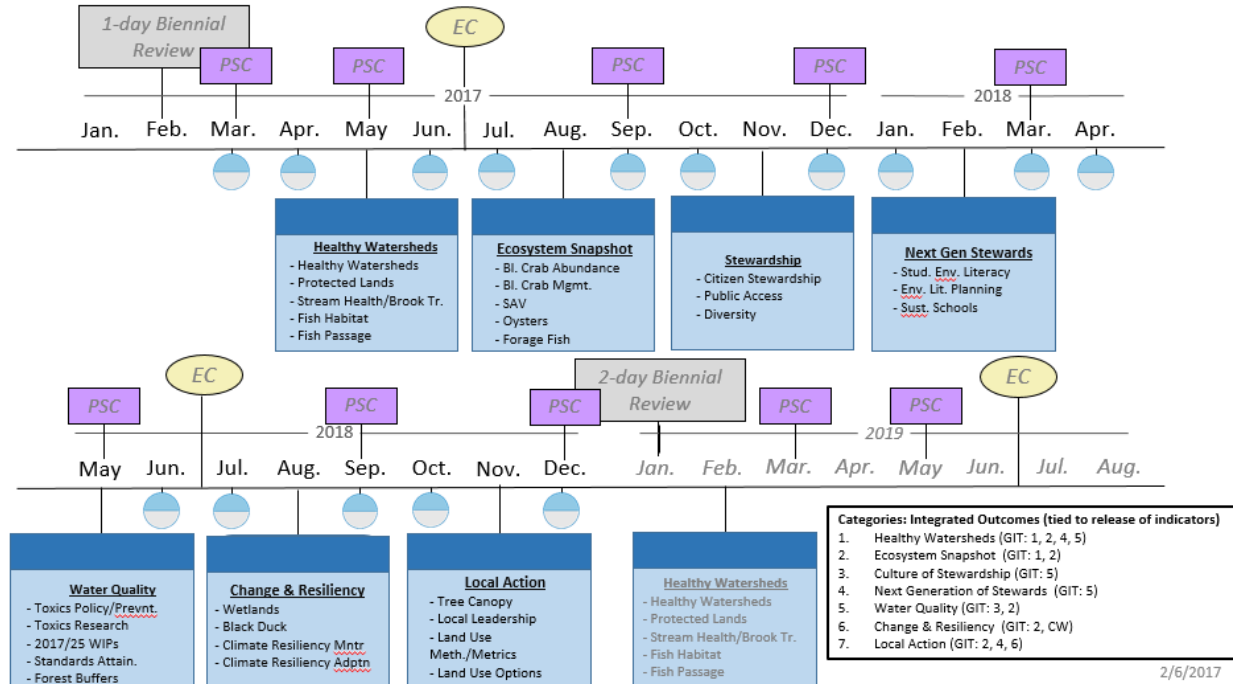 1-day Biennial
Review
EC
PSC
PSC
PSC
PSC
PSC
2017
2018
Jan.
Feb.
Mar.
Apr.
May
Jun.
Jul.
Aug.
Sep.
Oct.
Nov.
Dec.
Jan.
Feb.
Mar.
Apr.
Healthy Watersheds
- Healthy Watersheds
- Protected Lands
- Stream Health/Brook Tr.
- Fish Habitat
- Fish Passage
Ecosystem Snapshot
- Bl. Crab Abundance
- Bl. Crab Mgmt.
- SAV
- Oysters
- Forage Fish
Stewardship
- Citizen Stewardship
- Public Access
- Diversity
Next Gen Stewards
- Stud. Env. Literacy
- Env. Lit. Planning
- Sust. Schools
PSC
EC
PSC
PSC
2-day Biennial
Review
PSC
PSC
EC
2018
2019
May
Jun.
Jul.
Aug.
Sep.
Oct.
Nov.
Dec.
Jan.
Feb.
Mar.
Apr.
May
Jun.
Jul.
Aug.
Water Quality
- Toxics Policy/Prevnt.
- Toxics Research
- 2017/25 WIPs
- Standards Attain.
- Forest Buffers
Change & Resiliency
- Wetlands
- Black Duck
- Climate Resiliency Mntr
- Climate Resiliency Adptn
Local Action
- Tree Canopy
- Local Leadership
- Land Use
Meth./Metrics
- Land Use Options
Healthy Watersheds
- Healthy Watersheds
- Protected Lands
- Stream Health/Brook Tr.
- Fish Habitat
- Fish Passage
Categories: Integrated Outcomes (tied to release of indicators)
1. Healthy Watersheds (GIT: 1, 2, 4, 5)
2. Ecosystem Snapshot (GIT: 1, 2)
3. Culture of Stewardship (GIT: 5)
4. Next Generation of Stewards (GIT: 5)
5. Water Quality (GIT: 3, 2)
6. Change & Resiliency (GIT: 2, CW)
7. Local Action (GIT: 2, 4, 6)
2/6/2017